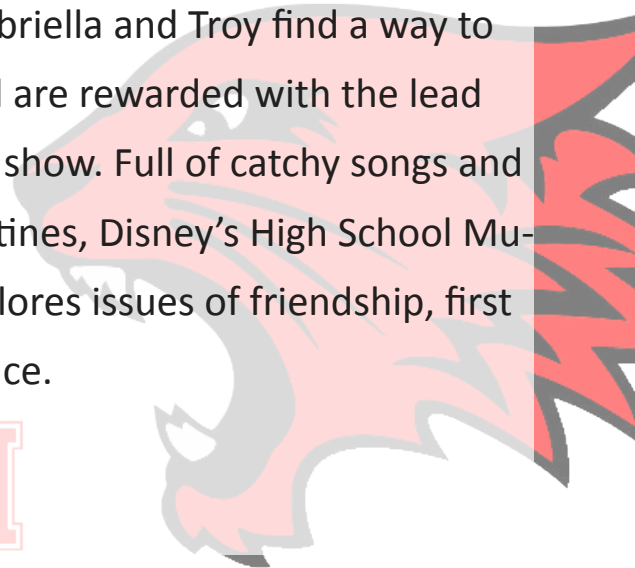 briella and Troy find a way to
are rewarded with the lead
show. Full of catchy songs and
tines, Disney’s High School Mu-
lores issues of friendship, first
ce.